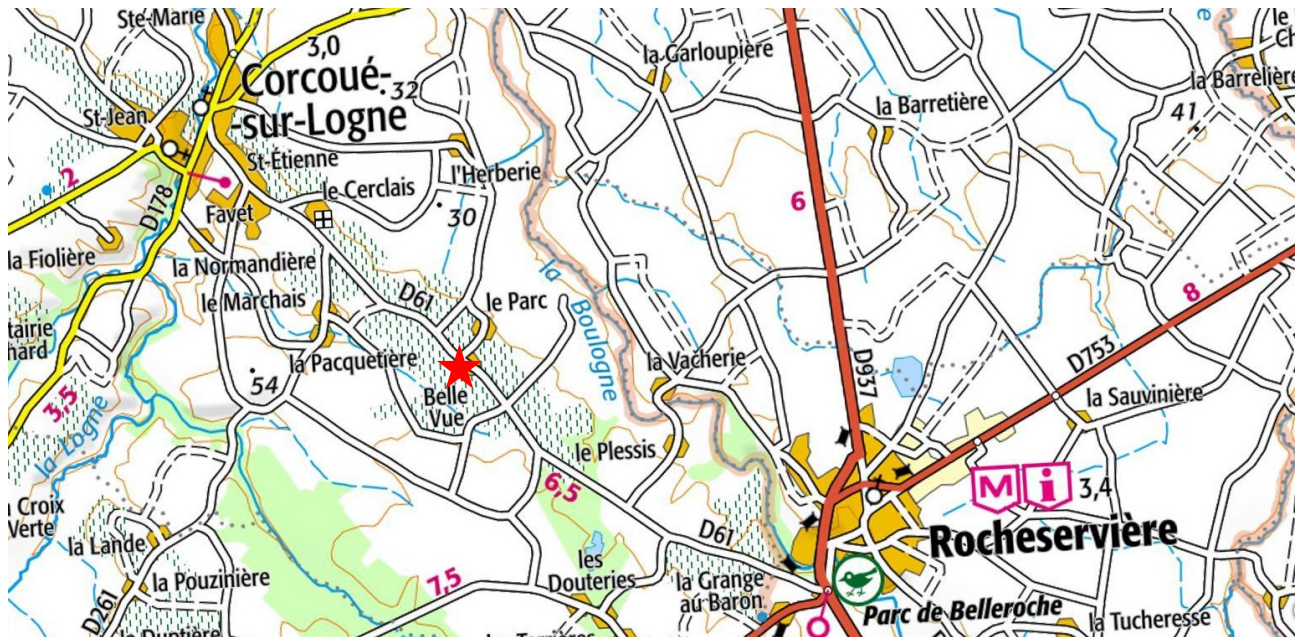 Ste-Marie
3,0
Corcoué-
-sur-Logne
32
St-Jean
St-Étienne
2
D178
Favet
le Cerclais
l'Herberie
30
la Garloupière
la Barretière
la Barrelière
41
6
la Fiolière
la Normandière
le Marchais
D61
le Parc
la Boulogne
8
la Pacquetière
54
3,5
Belle
Vue
la Vacherie
D937
D753
la Sauvinière
la Logne
le Plessis
6,5
M i 3,4
Croix
Verte
la Lande
la Pouzinière
D261
7,5
les
Douteries
D61
la Grange
au Baron
Rocheservière
Parc de Belleroche
la Tucheresse